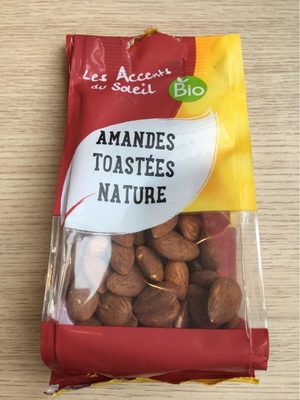 Les Accents
du Soleil
Bio
AMANDES
TOASTÉES
NATURE